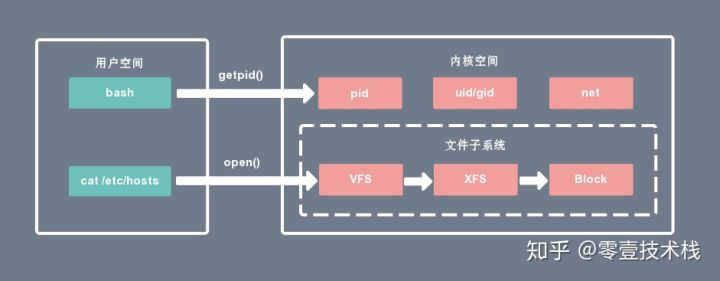 用户空间
bash
cat /etc/hosts
getpid()
open()
内核空间
pid
uid/gid
net
文件子系统
VFS
XFS
Block
知乎 @零壹技术栈